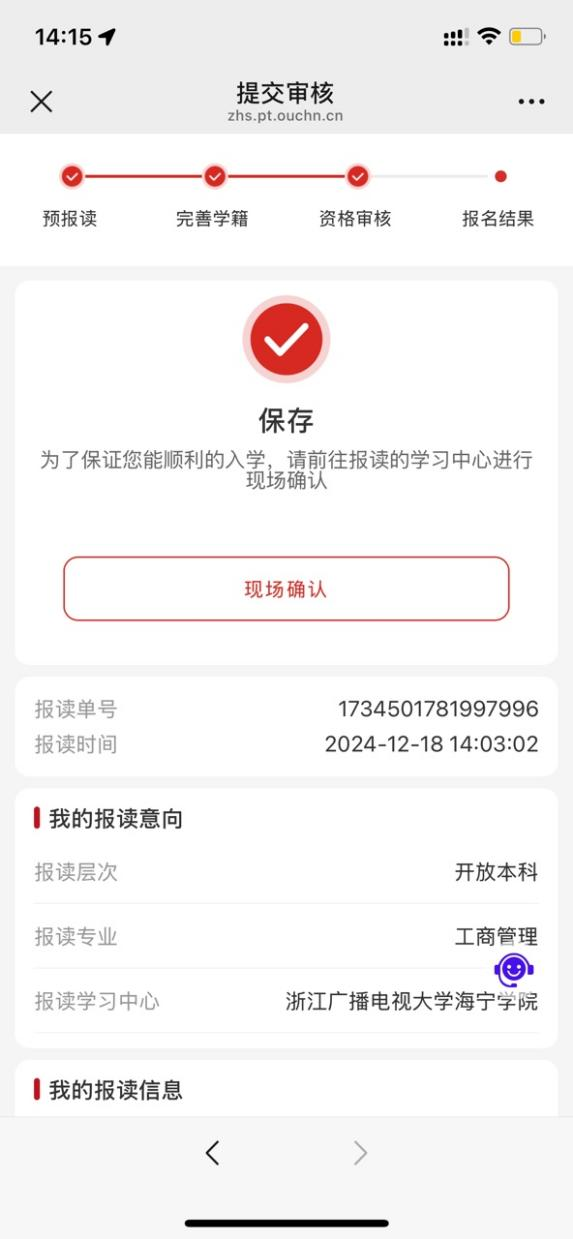 14:15
提交审核
zhs.pt.ouchn.cn
预报读
完善学籍
资格审核
报名结果
保存
为了保证您能顺利的入学，请前往报读的学习中心进行
现场确认
现场确认
报读单号 1734501781997996
报读时间 2024-12-18 14:03:02
我的报读意向
报读层次 开放本科
报读专业 工商管理
报读学习中心 浙江广播电视大学海宁学院
我的报读信息